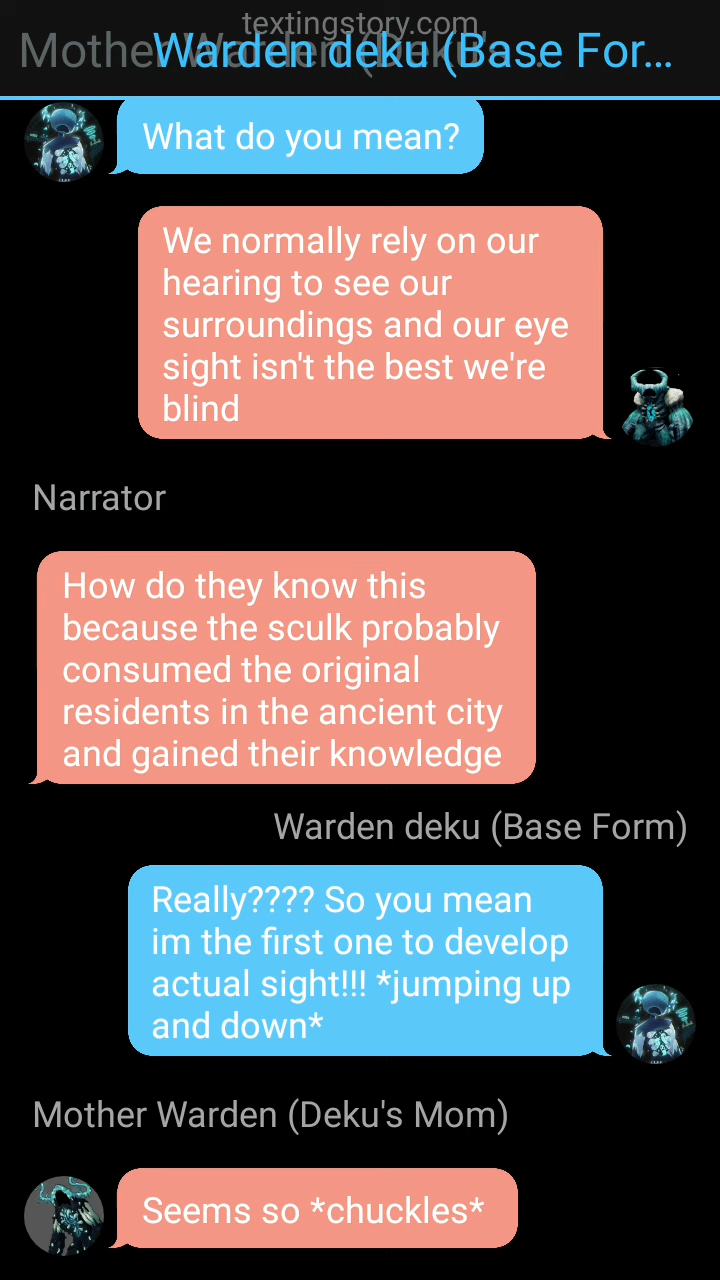 textingstory.com
Warden deku (Base For...
What do you mean?
We normally rely on our
hearing to see our
surroundings and our eye
sight isn't the best we're
blind
Narrator
How do they know this
because the sculk probably
consumed the original
residents in the ancient city
and gained their knowledge
Warden deku (Base Form)
Really???? So you mean
im the first one to develop
actual sight!!! *jumping up
and down*
Mother Warden (Deku's Mom)
Seems so *chuckles*